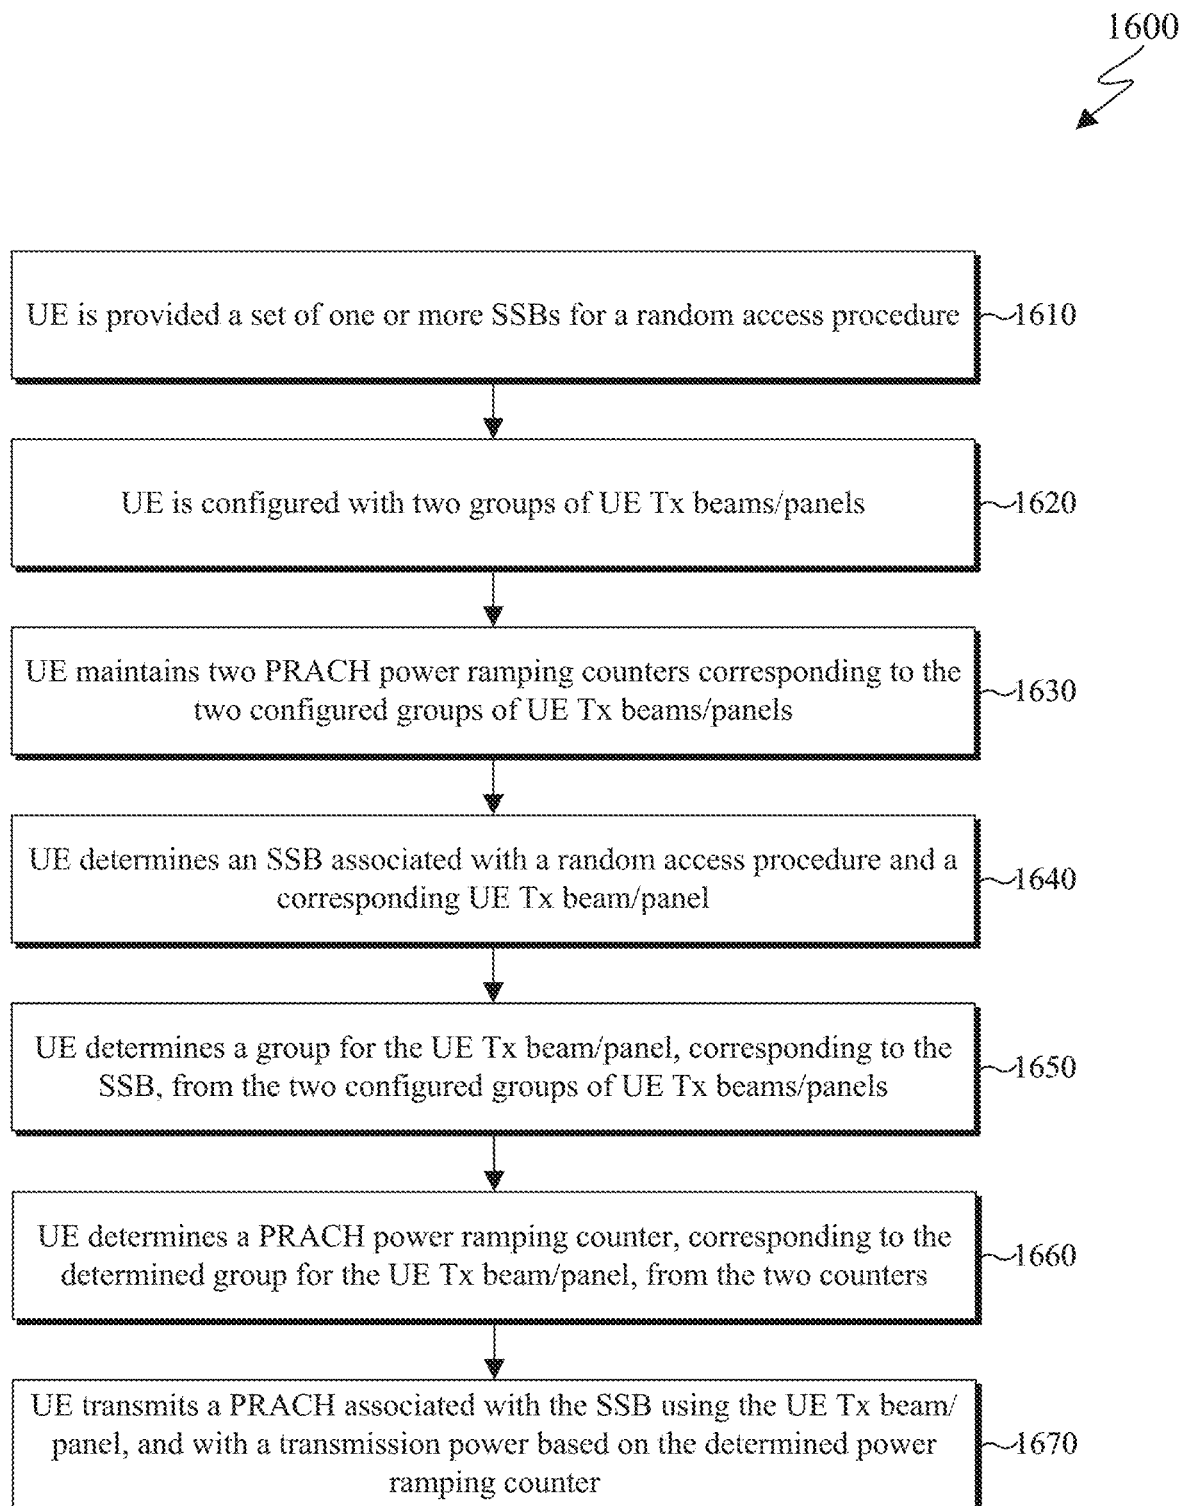 1600
UE is provided a set of one or more SSBs for a random access procedure
1610
UE is configured with two groups of UE Tx beams/panels
1620
UE maintains two PRACH power ramping counters corresponding to the
two configured groups of UE Tx beams/panels
1630
UE determines an SSB associated with a random access procedure and a
corresponding UE Tx beam/panel
1640
UE determines a group for the UE Tx beam/panel, corresponding to the
SSB, from the two configured groups of UE Tx beams/panels
1650
UE determines a PRACH power ramping counter, corresponding to the
determined group for the UE Tx beam/panel, from the two counters
1660
UE transmits a PRACH associated with the SSB using the UE Tx beam/
panel, and with a transmission power based on the determined power
ramping counter
1670